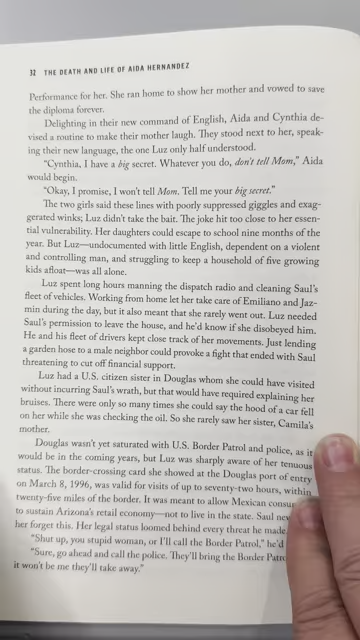 32 THE DEATH AND LIFE OF AIDA HERNANDEZ
Performance for her. She ran home to show her mother and vowed to save
the diploma forever.
Delighting in their new command of English, Aida and Cynthia de-
vised a routine to make their mother laugh. They stood next to her, speak-
ing their new language, the one Luz only half understood.
"Cynthia, I have a big secret. Whatever you do, don't tell Mom," Aida
would begin.
"Okay, I promise, I won't tell Mom. Tell me your big secret."
The two girls said these lines with poorly suppressed giggles and exag-
gerated winks; Luz didn't take the bait. The joke hit too close to her essen-
tial vulnerability. Her daughters could escape to school nine months of the
year. But Luz—undocumented with little English, dependent on a violent
and controlling man, and struggling to keep a household of five growing
kids afloat—was all alone.
Luz spent long hours manning the dispatch radio and cleaning Saul's
fleet of vehicles. Working from home let her take care of Emiliano and Jaz-
min during the day, but it also meant that she rarely went out. Luz needed
Saul's permission to leave the house, and he'd know if she disobeyed him.
He and his fleet of drivers kept close track of her movements. Just lending
a garden hose to a male neighbor could provoke a fight that ended with Saul
threatening to cut off financial support.
Luz had a U.S. citizen sister in Douglas whom she could have visited
without incurring Saul's wrath, but that would have required explaining her
bruises. There were only so many times she could say the hood of a car fell
on her while she was checking the oil. So she rarely saw her sister, Camila's
mother.
Douglas wasn't yet saturated with U.S. Border Patrol and police, as it
would be in the coming years, but Luz was sharply aware of her tenuous
status. The border-crossing card she showed at the Douglas port of entry
on March 8, 1996, was valid for visits of up to seventy-two hours, within
twenty-five miles of the border. It was meant to allow Mexican
to sustain Arizona's retail economy—not to live in the state. Saul
her forget this. Her legal status loomed behind every threat he made.
"Shut up, you stupid woman, or I'll call the Border Patrol," he'd
"Sure, go ahead and call the police. They'll bring the Border
it won't be me they'll take away."